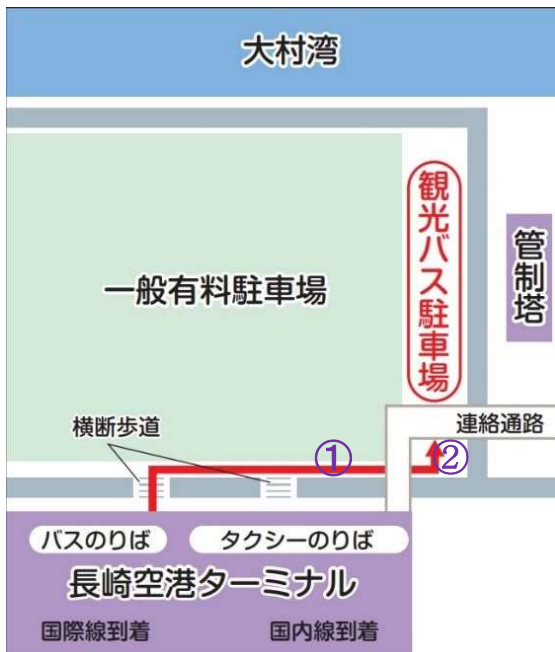 大村湾
観光バス駐車場
管制塔
一般有料駐車場
横断歩道
連絡通路
① ②
バスのりば タクシーのりば
長崎空港ターミナル
国際線到着 国内線到着